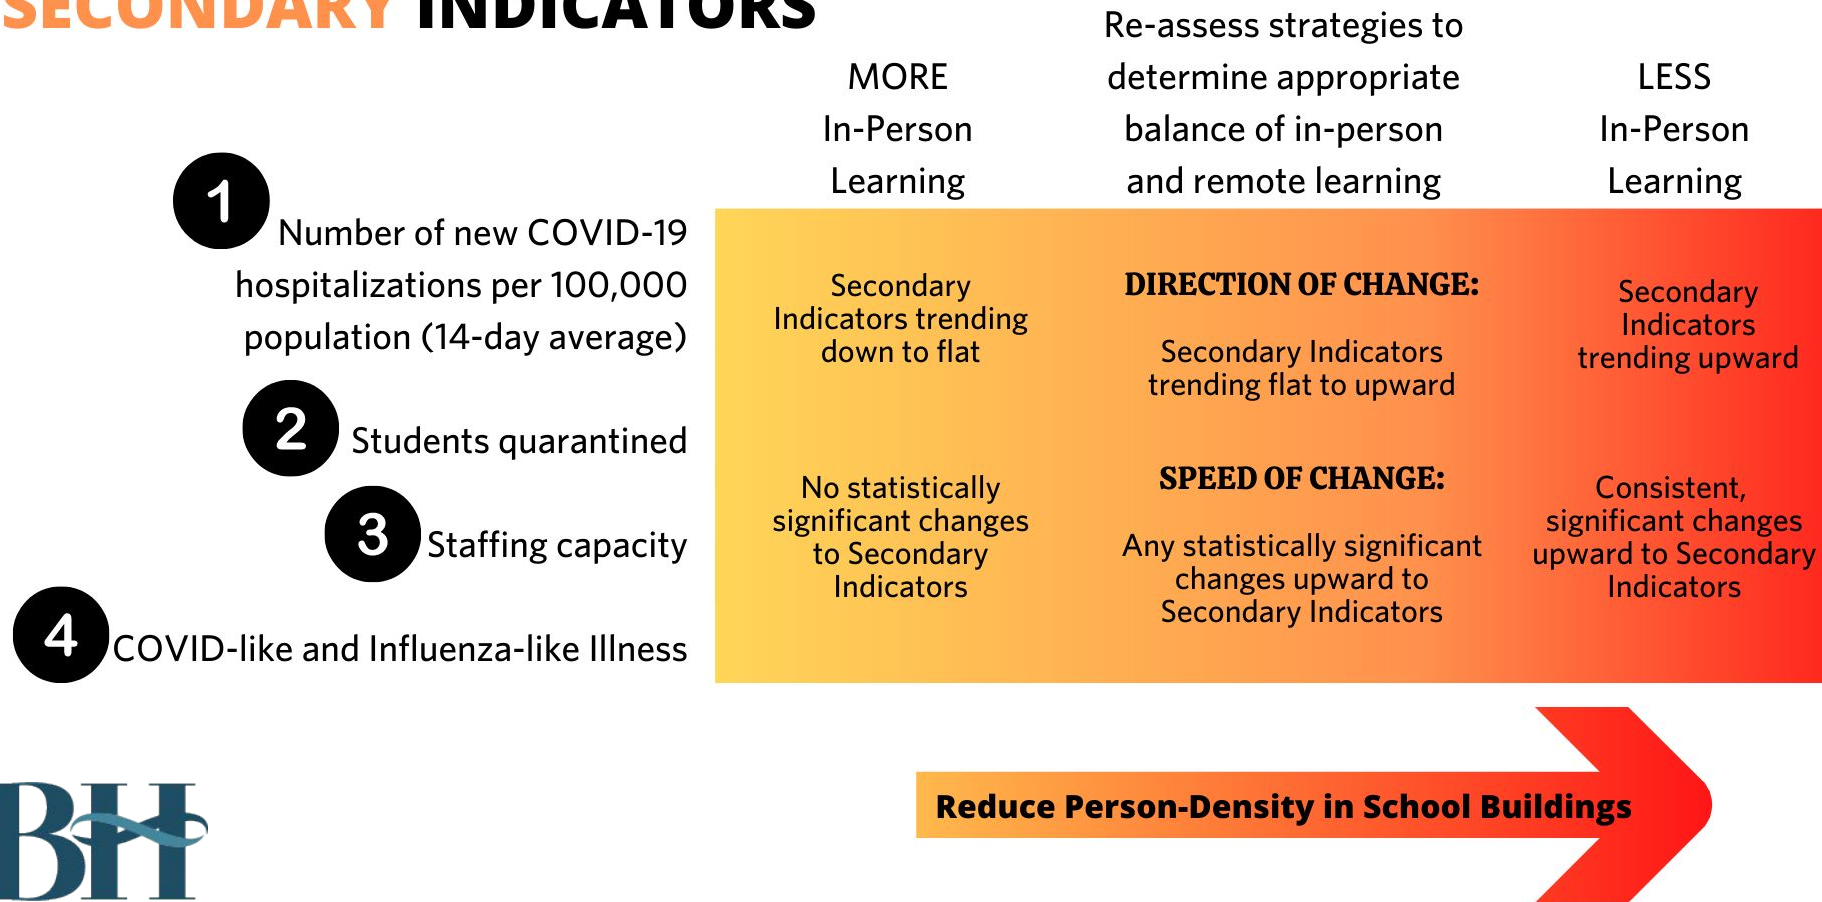 SECONDARY INDICATORS
MORE
In-Person
Learning
Re-assess strategies to
determine appropriate
balance of in-person
and remote learning
LESS
In-Person
Learning
1
Number of new COVID-19
hospitalizations per 100,000
population (14-day average)
2
Students quarantined
3
Staffing capacity
4
COVID-like and Influenza-like Illness
Secondary
Indicators trending
down to flat
DIRECTION OF CHANGE:
Secondary Indicators
trending flat to upward
Secondary
Indicators
trending upward
No statistically
significant changes
to Secondary
Indicators
SPEED OF CHANGE:
Any statistically significant
changes upward to
Secondary Indicators
Consistent,
significant changes
upward to Secondary
Indicators
Reduce Person-Density in School Buildings
BH